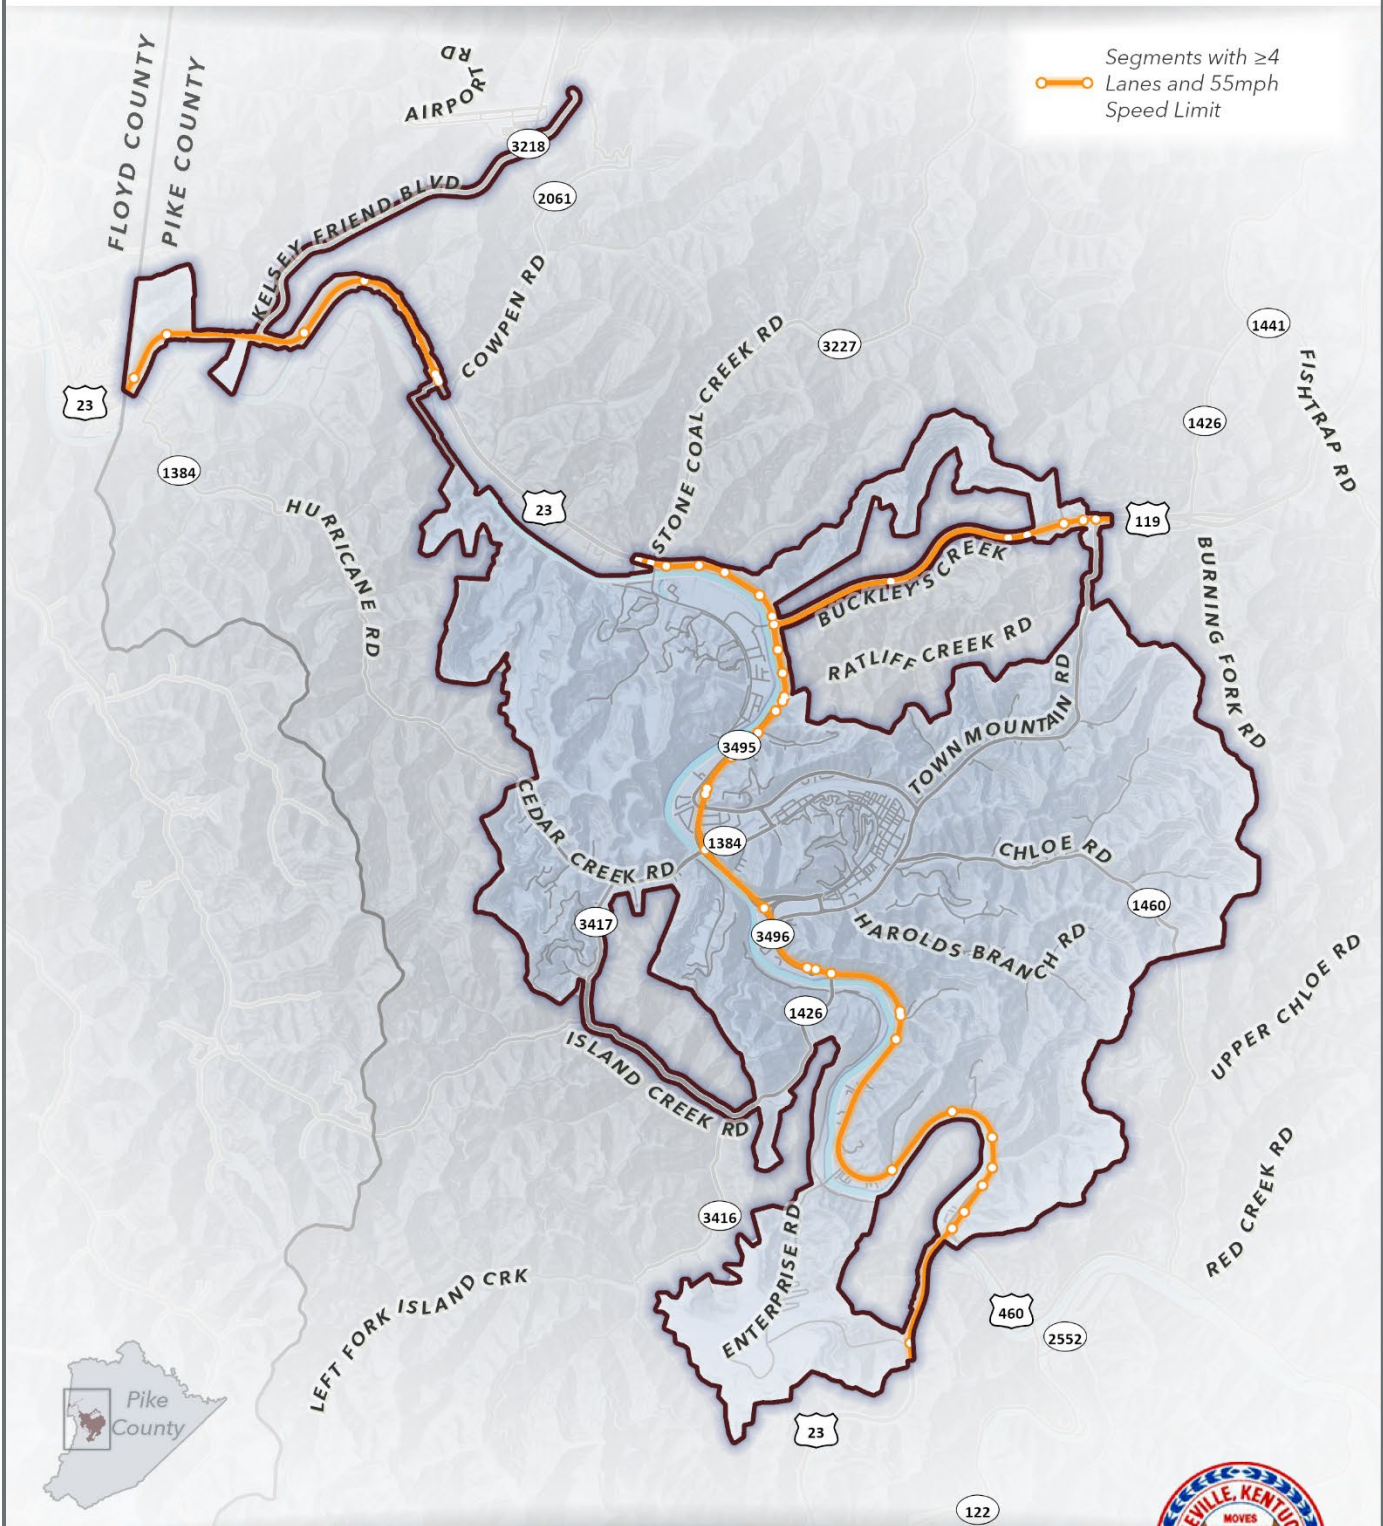 Segments with ≥4
Lanes and 55mph
Speed Limit
FLOYD COUNTY
PIKE COUNTY
AIRPORT RD
3218
2061
KELSEY FRIEND BLVD
COWPEN RD
23
1384
HURRICANE RD
23
STONE COAL CREEK RD
3227
1441
1426
FISHTRAP RD
119
BUCKLEY'S CREEK
RATLIFF CREEK RD
BURNING FORK RD
TOWN MOUNTAIN RD
3495
1384
CEDAR CREEK RD
CHLOE RD
1460
3417
3496
HAROLDS BRANCH RD
1426
UPPER CHLOE RD
ISLAND CREEK RD
3416
ENTERPRISE RD
RED CREEK RD
LEFT FORK ISLAND CRK
460
2552
23
Pike
County
122
MOVES